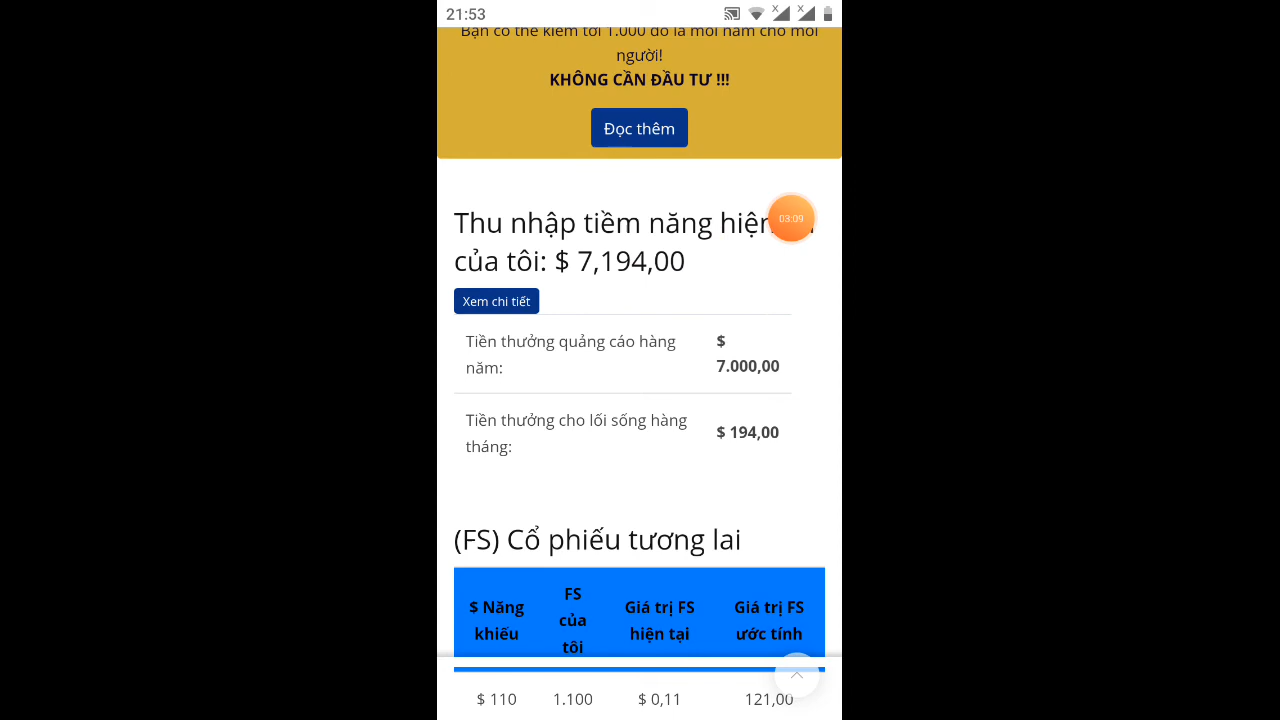 21:53
Bạn có thể kiếm tới 1.000 đô la mỗi năm cho mỗi
người!
KHÔNG CẦN ĐẦU TƯ !!!
Đọc thêm
Thu nhập tiềm năng
03:09
của tôi: $ 7,194,00
Xem chi tiết
Tiền thưởng quảng cáo hàng
năm:
$
7.000,00
Tiền thưởng cho lối sống hàng
tháng:
$ 194,00
(FS) Cổ phiếu tương lai
$ Năng
khiếu
FS
của
tôi
Giá trị FS
hiện tại
Giá trị FS
ước tính
$ 110 1.100 $ 0,11 121,00